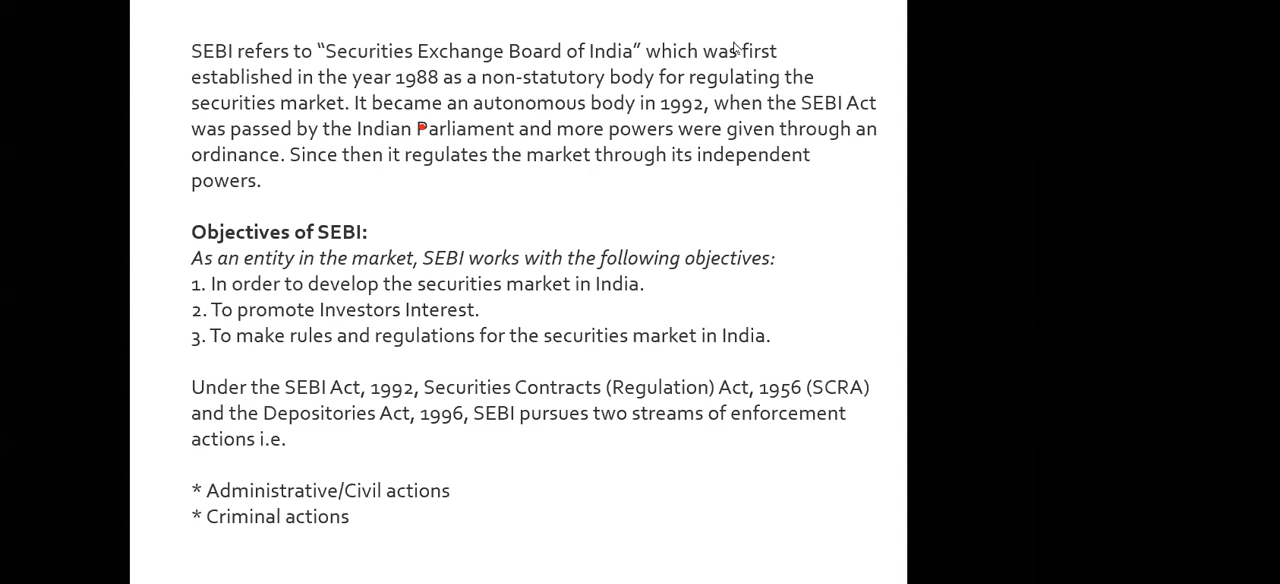 SEBI refers to “Securities Exchange Board of India” which was first
established in the year 1988 as a non-statutory body for regulating the
securities market. It became an autonomous body in 1992, when the SEBI Act
was passed by the Indian Parliament and more powers were given through an
ordinance. Since then it regulates the market through its independent
powers.
Objectives of SEBI:
As an entity in the market, SEBI works with the following objectives:
1. In order to develop the securities market in India.
2. To promote Investors Interest.
3. To make rules and regulations for the securities market in India.
Under the SEBI Act, 1992, Securities Contracts (Regulation) Act, 1956 (SCRA)
and the Depositories Act, 1996, SEBI pursues two streams of enforcement
actions i.e.
* Administrative/Civil actions
* Criminal actions